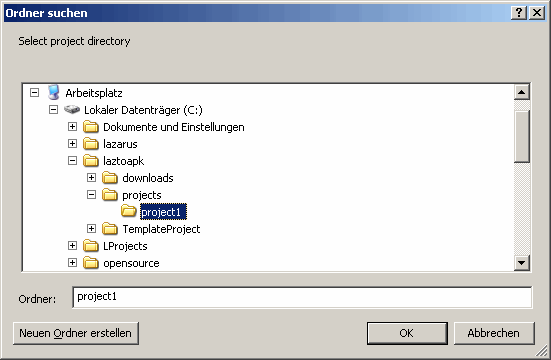 Ordner suchen
Select project directory
Arbeitsplatz
Lokaler Datenträger (C:)
Dokumente und Einstellungen
lazarus
laztoapk
downloads
projects
project1
TemplateProject
LProjects
opensource
Ordner: project1
Neuen Ordner erstellen OK Abbrechen